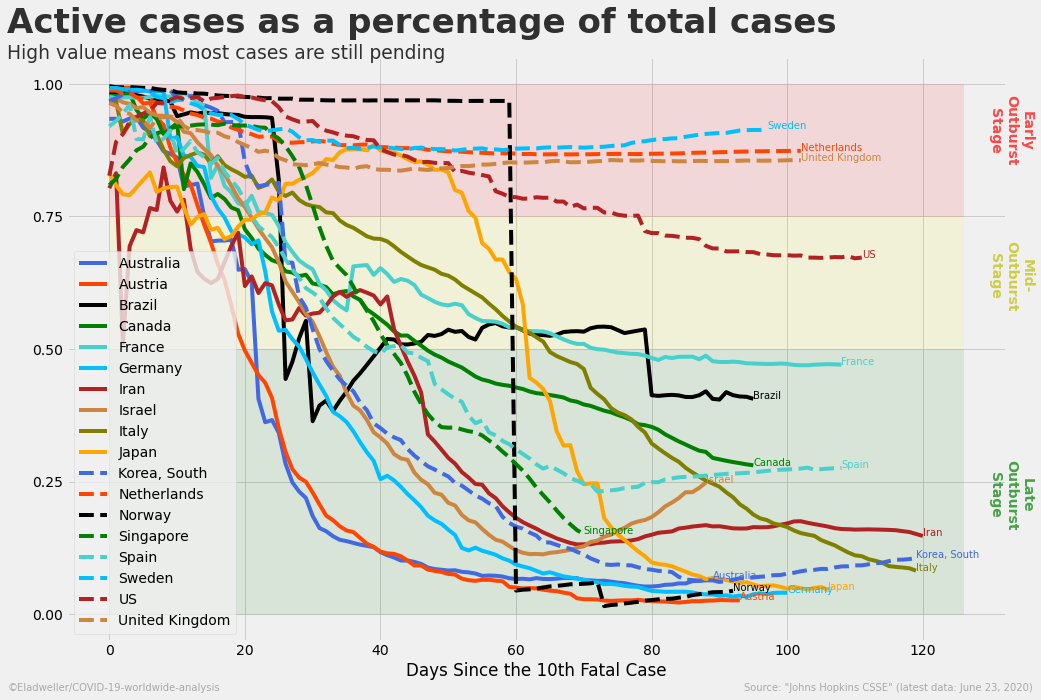 Active cases as a percentage of total cases
High value means most cases are still pending
1.00
0.75
0.50
0.25
0.00
0
20
40
60
80
100
120
Days Since the 10th Fatal Case
Australia
Austria
Brazil
Canada
France
Germany
Iran
Israel
Italy
Japan
Korea, South
Netherlands
Norway
Singapore
Spain
Sweden
US
United Kingdom
Sweden
Netherlands
United Kingdom
US
France
Brazil
Canada
Spain
Israel
Singapore
Iran
Korea, South
Italy
Australia
Norway
Austria
Germany
Japan
Early
Outburst
Stage
Mid-
Outburst
Stage
Late
Outburst
Stage
©Eladweller/COVID-19-worldwide-analysis
Source: "Johns Hopkins CSSE" (latest data: June 23, 2020)